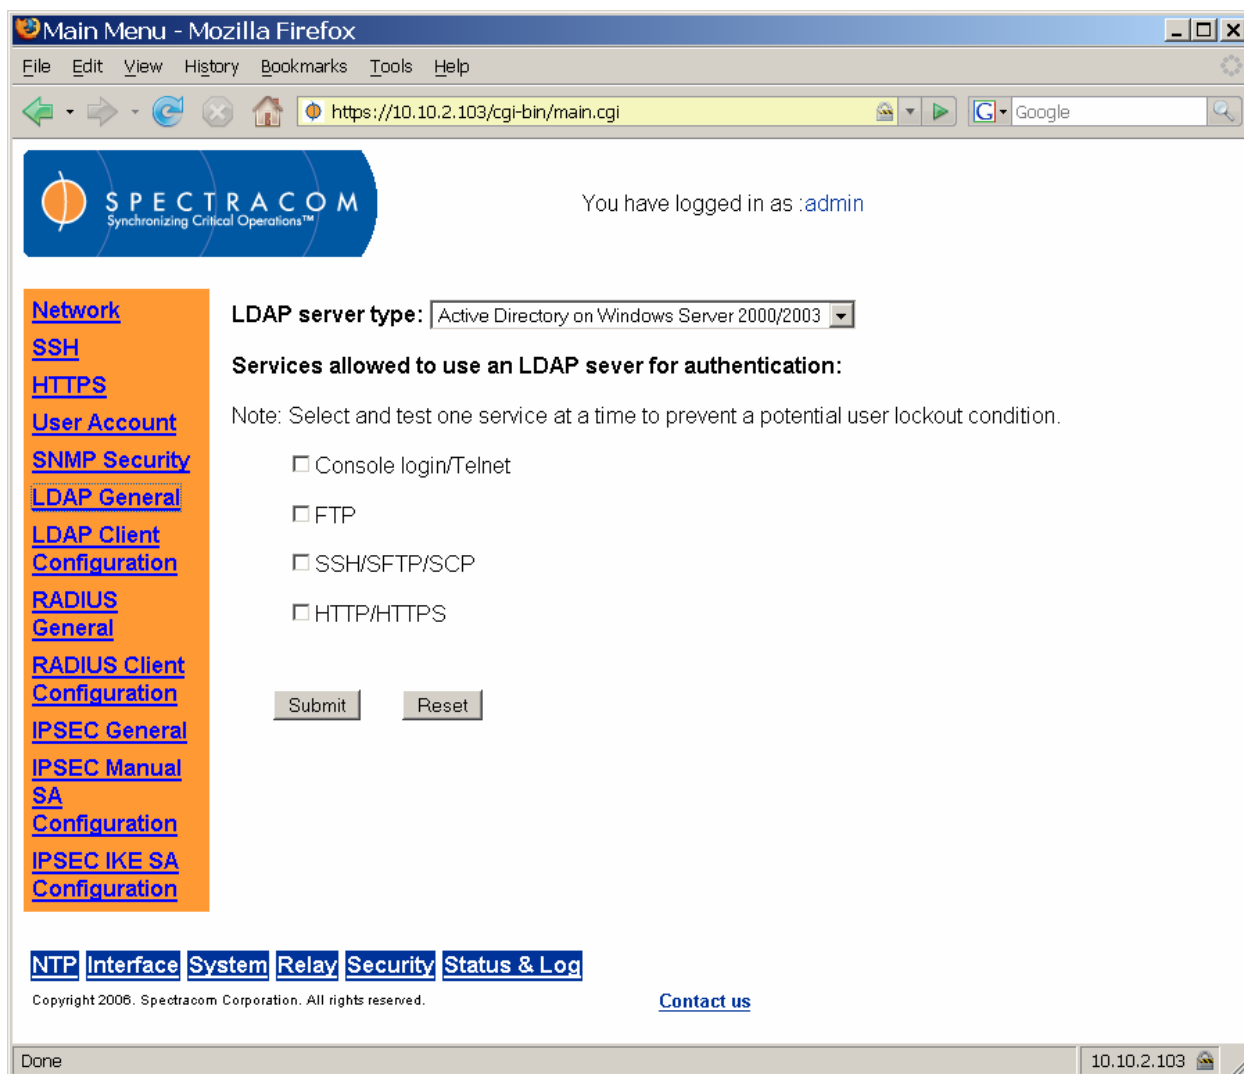 Main Menu - Mozilla Firefox
File Edit View History Bookmarks Tools Help
https://10.10.2.103/cgi-bin/main.cgi
G Google
SPECTRACOM
Synchronizing Critical Operations™
You have logged in as :admin
Network
SSH
HTTPS
User Account
SNMP Security
LDAP General
LDAP Client
Configuration
RADIUS
General
RADIUS Client
Configuration
IPSEC General
IPSEC Manual
SA
Configuration
IPSEC IKE SA
Configuration
LDAP server type: Active Directory on Windows Server 2000/2003
Services allowed to use an LDAP sever for authentication:
Note: Select and test one service at a time to prevent a potential user lockout condition.
Console login/Telnet
FTP
SSH/SFTP/SCP
HTTP/HTTPS
Submit Reset
NTP Interface System Relay Security Status & Log
Copyright 2006. Spectracom Corporation. All rights reserved.
Contact us
Done
10.10.2.103